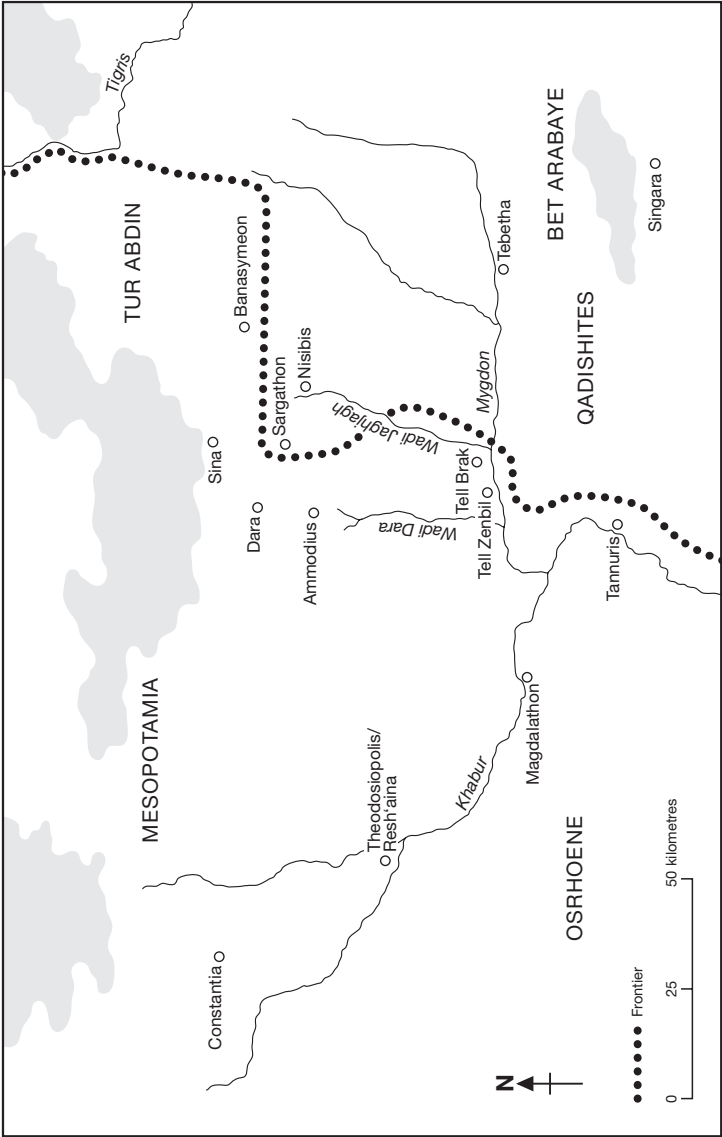 Tigris
TUR ABDIN
BET ARABAYE
MESOPOTAMIA
Banasymeon
Singara
Sina
Sargathon
Nisibis
Tebetha
QADISHITES
Dara
Ammodius
Wadi Jaghjagh
Mygdon
Tell Brak
Wadi Dara
Tell Zenbil
Tannuris
Constantia
Theodosiopolis/
Resh‘aina
Khabur
Magdalathon
OSRHOENE
N
Frontier
0
25
50 kilometres